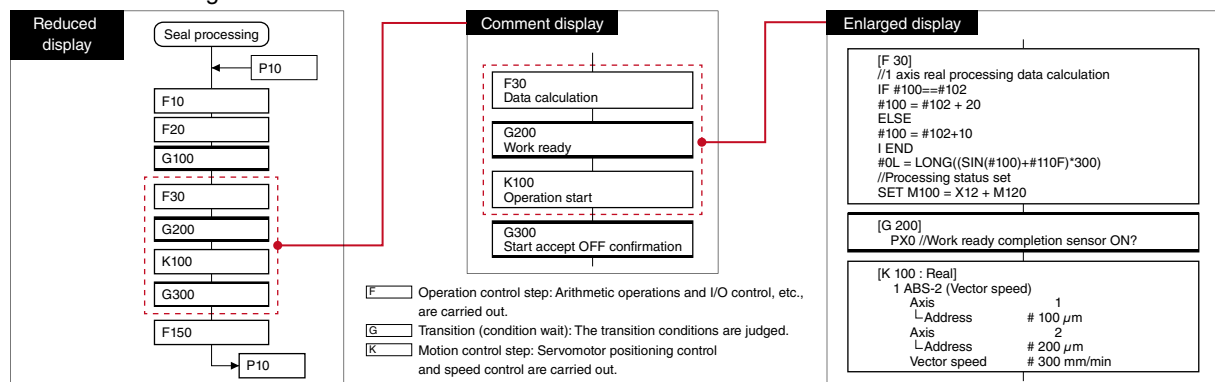 Reduced
display
Seal processing
P10
F10
F20
G100
F30
G200
K100
G300
F150
P10
Comment display
F30
Data calculation
G200
Work ready
K100
Operation start
G300
Start accept OFF confirmation
F Operation control step: Arithmetic operations and I/O control, etc.,
are carried out.
G Transition (condition wait): The transition conditions are judged.
K Motion control step: Servomotor positioning control
and speed control are carried out.
Enlarged display
[F 30]
//1 axis real processing data calculation
IF #100==#102
#100 = #102 + 20
ELSE
#100 = #102+10
I END
#0L = LONG((SIN(#100)+#110F)*300)
//Processing status set
SET M100 = X12 + M120
[G 200]
PX0 //Work ready completion sensor ON?
[K 100 : Real]
1 ABS-2 (Vector speed)
Axis 1
Address # 100 µm
Axis 2
Address # 200 µm
Vector speed # 300 mm/min